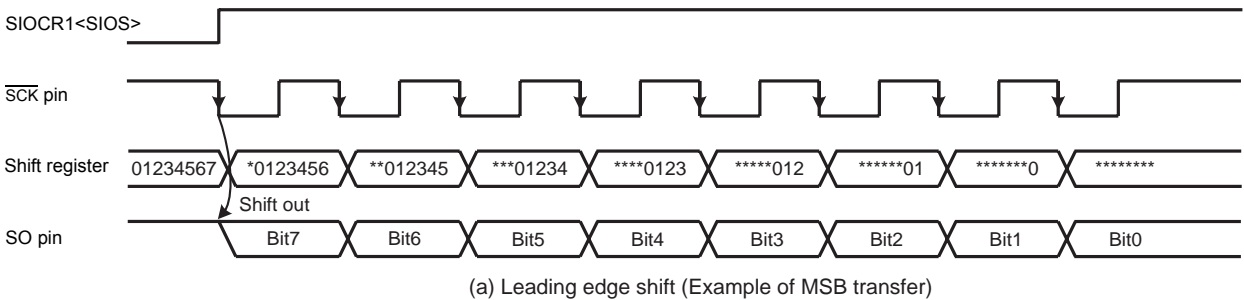 SIOCR1<SIOS>
SCK pin
Shift register 01234567 *0123456 **012345 ***01234 ****0123 *****012 ******01 *******0 ********
Shift out
SO pin Bit7 Bit6 Bit5 Bit4 Bit3 Bit2 Bit1 Bit0
(a) Leading edge shift (Example of MSB transfer)